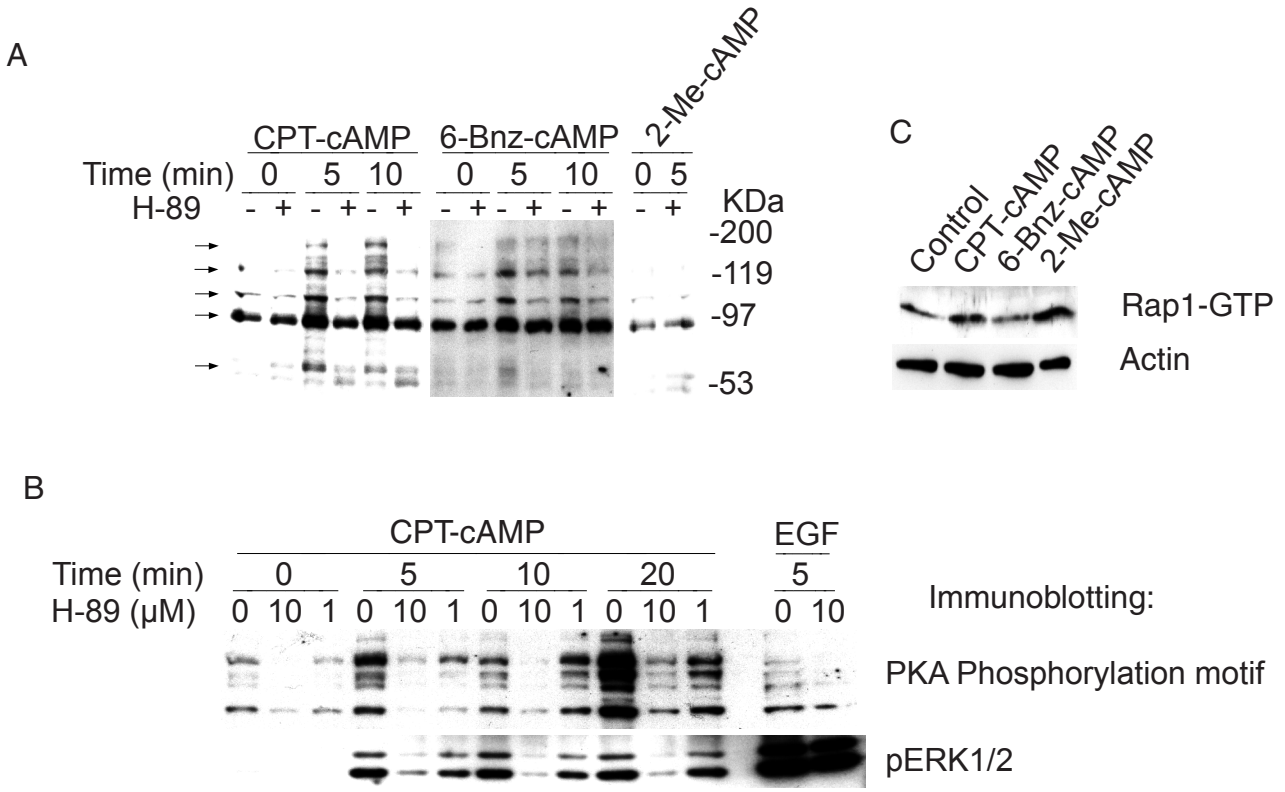 A
CPT-cAMP 6-Bnz-cAMP 2-Me-cAMP
Time (min) 0 5 10 0 5 10 0 5
H-89 - + - + - + - + - + - + - + KDa
-200
-119
-97
-53
C
Control CPT-cAMP 6-Bnz-cAMP 2-Me-cAMP
Rap1-GTP
Actin
B
CPT-cAMP EGF
Time (min) 0 5 10 20 5
H-89 (µM) 0 10 1 0 10 1 0 10 1 0 10 1 0 10
Immunoblotting:
PKA Phosphorylation motif
pERK1/2